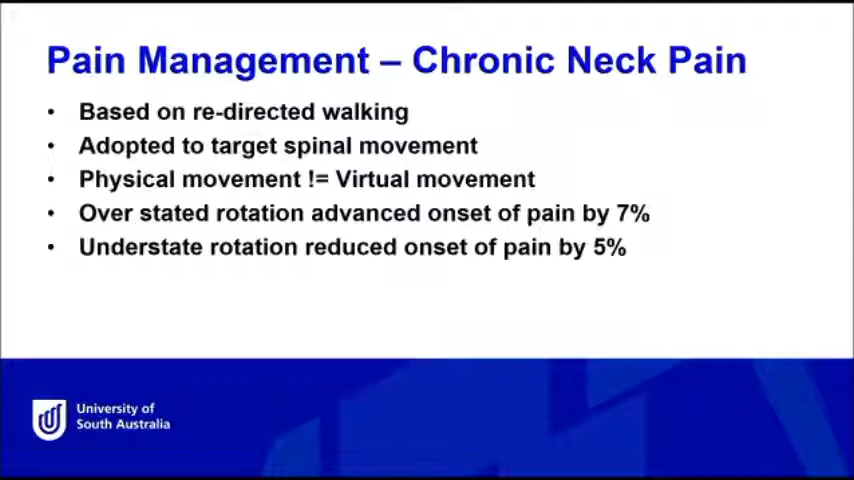 Pain Management – Chronic Neck Pain
• Based on re-directed walking
• Adopted to target spinal movement
• Physical movement != Virtual movement
• Over stated rotation advanced onset of pain by 7%
• Understate rotation reduced onset of pain by 5%
University of
South Australia